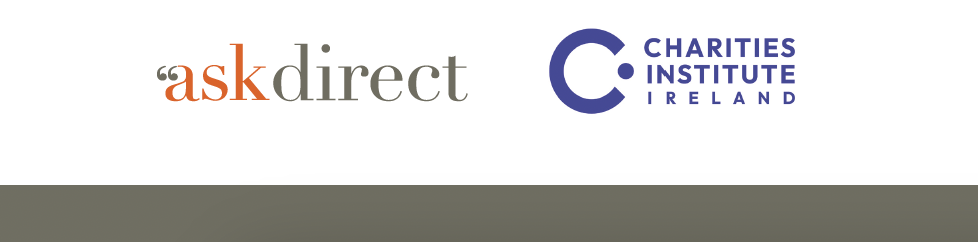 “askdirect
CHARITIES
INSTITUTE
IRELAND